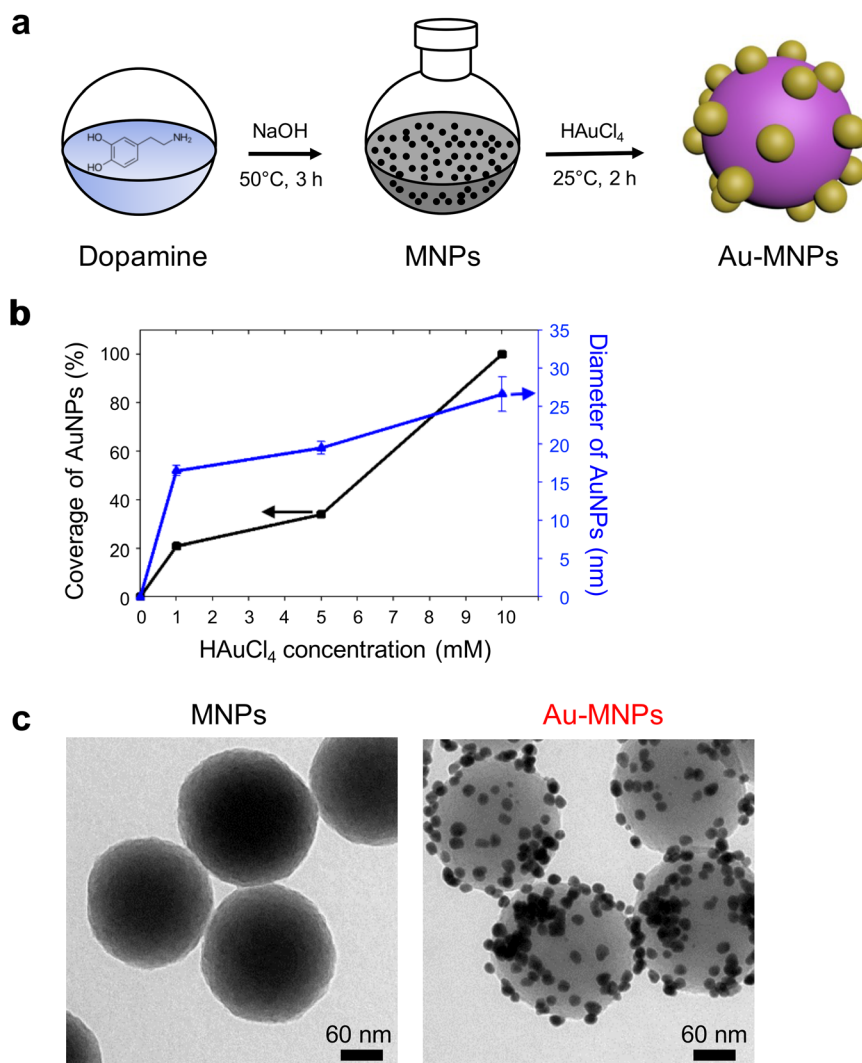 a
HO
HO
NH₂
NaOH
50°C, 3 h
HAuCl₄
25°C, 2 h
Dopamine
MNPs
Au-MNPs
b
Coverage of AuNPs (%)
100
80
60
40
20
0
0 1 2 3 4 5 6 7 8 9 10
HAuCl₄ concentration (mM)
35
30
25
20
15
10
5
0
Diameter of AuNPs (nm)
c
MNPs
Au-MNPs
60 nm
60 nm